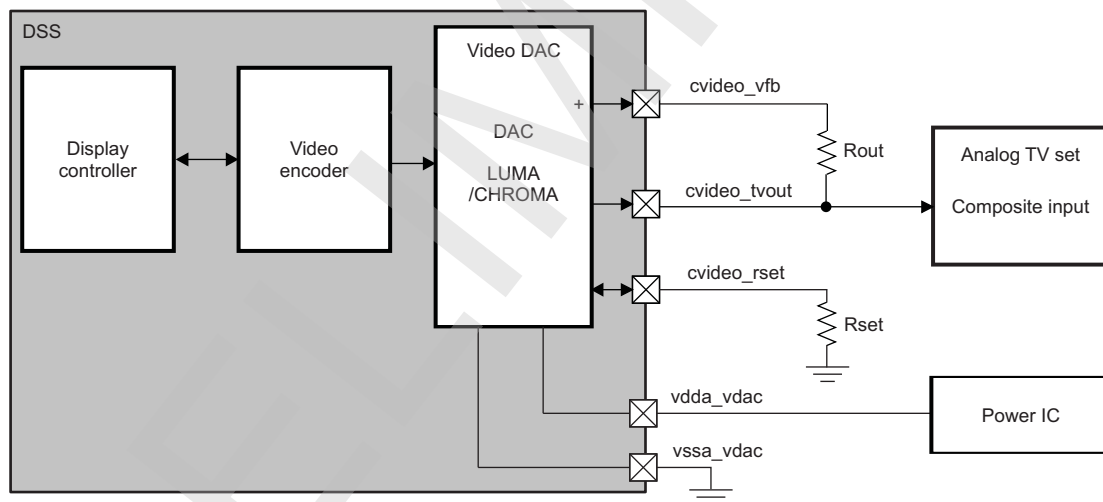 DSS
Display
controller
Video
encoder
Video DAC
+
DAC
LUMA
/CHROMA
cvideo_vfb
Rout
cvideo_tvout
Analog TV set
Composite input
cvideo_rset
Rset
vdda_vdac
Power IC
vssa_vdac